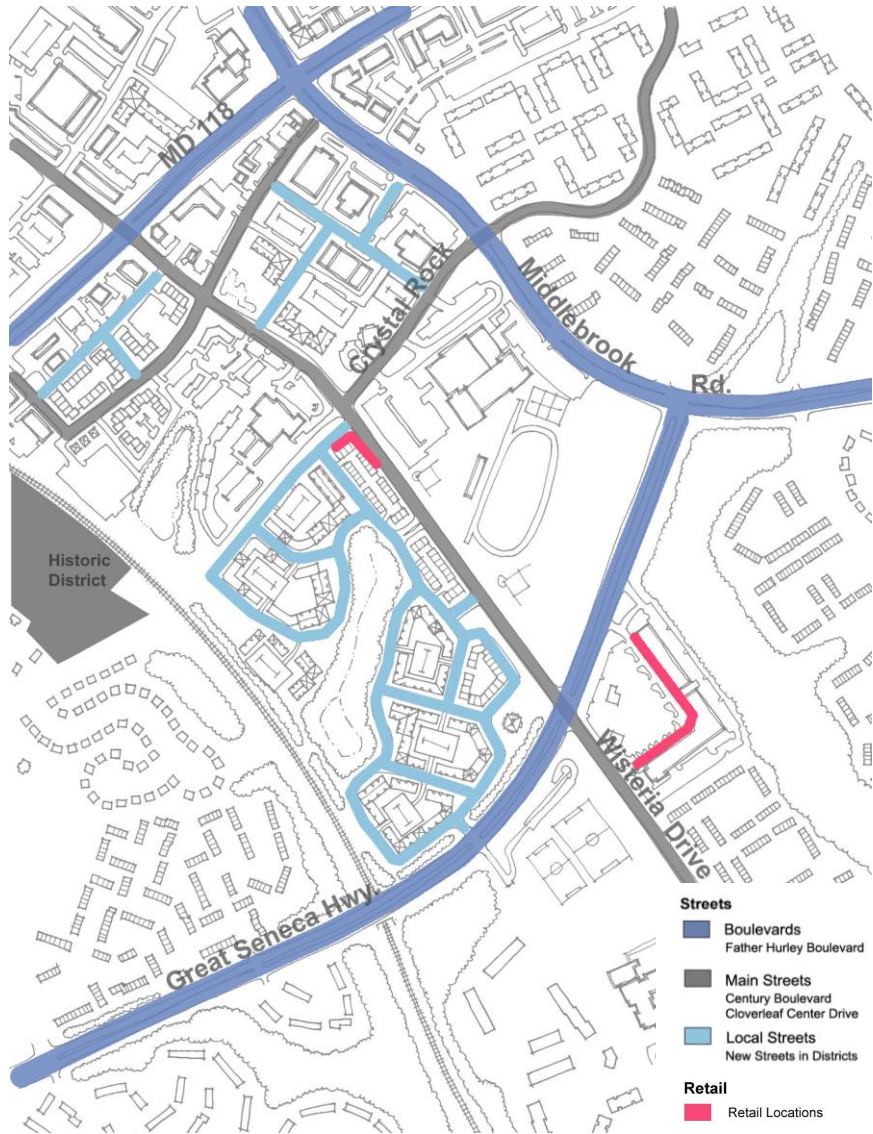 MD 118
Crystal Rock
Middlebrook
Rd.
Historic
District
Wisteria Drive
Great Seneca Hwy.
Streets
Boulevards
Father Hurley Boulevard
Main Streets
Century Boulevard
Cloverleaf Center Drive
Local Streets
New Streets in Districts
Retail
Retail Locations